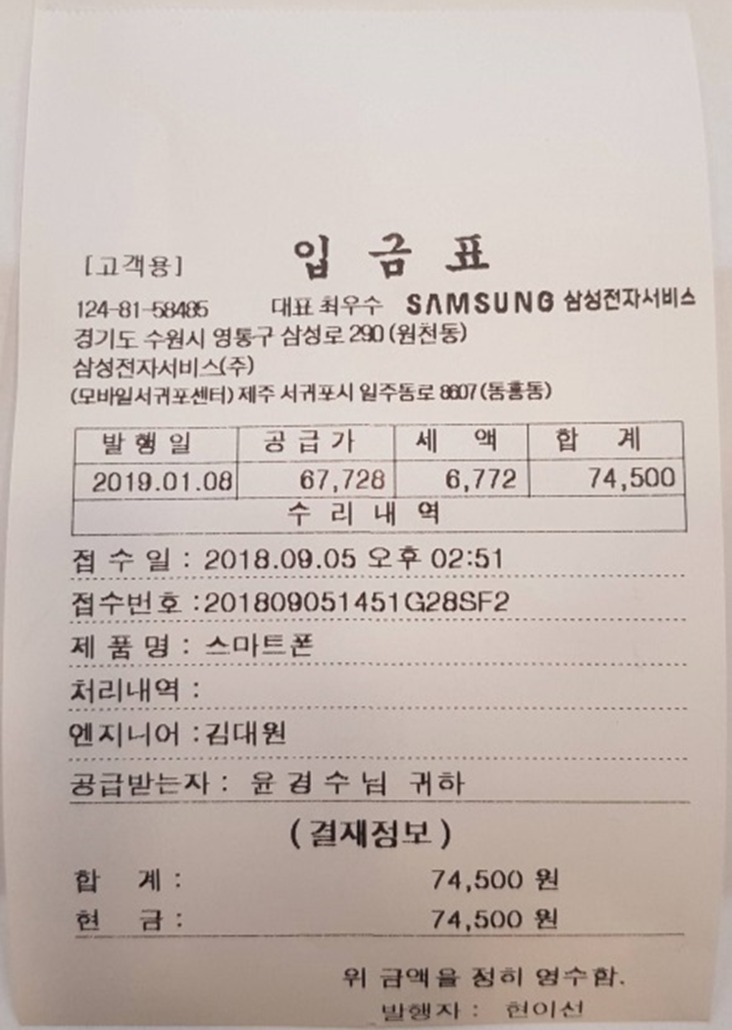 [고객용] 입 금 표
124-81-58485 대표 최우수 SAMSUNG 삼성전자서비스
경기도 수원시 영통구 삼성로 290 (원천동)
삼성전자서비스(주)
(모바일서귀포센터) 제주 서귀포시 일주동로 8607 (동홍동)
발 행 일 공 급 가 세 액 합 계
2019.01.08 67,728 6,772 74,500
수 리 내 역
접 수 일 : 2018.09.05 오후 02:51
접수번호 :201809051451G28SF2
제 품 명 : 스마트폰
처리내역 :
엔지니어 :김대원
공급받는자 : 윤 경 수 님 귀하
(결재정보)
합 계 : 74,500 원
현 금 : 74,500 원
위 금액을 정히 영수함.
발행자 : 현이선